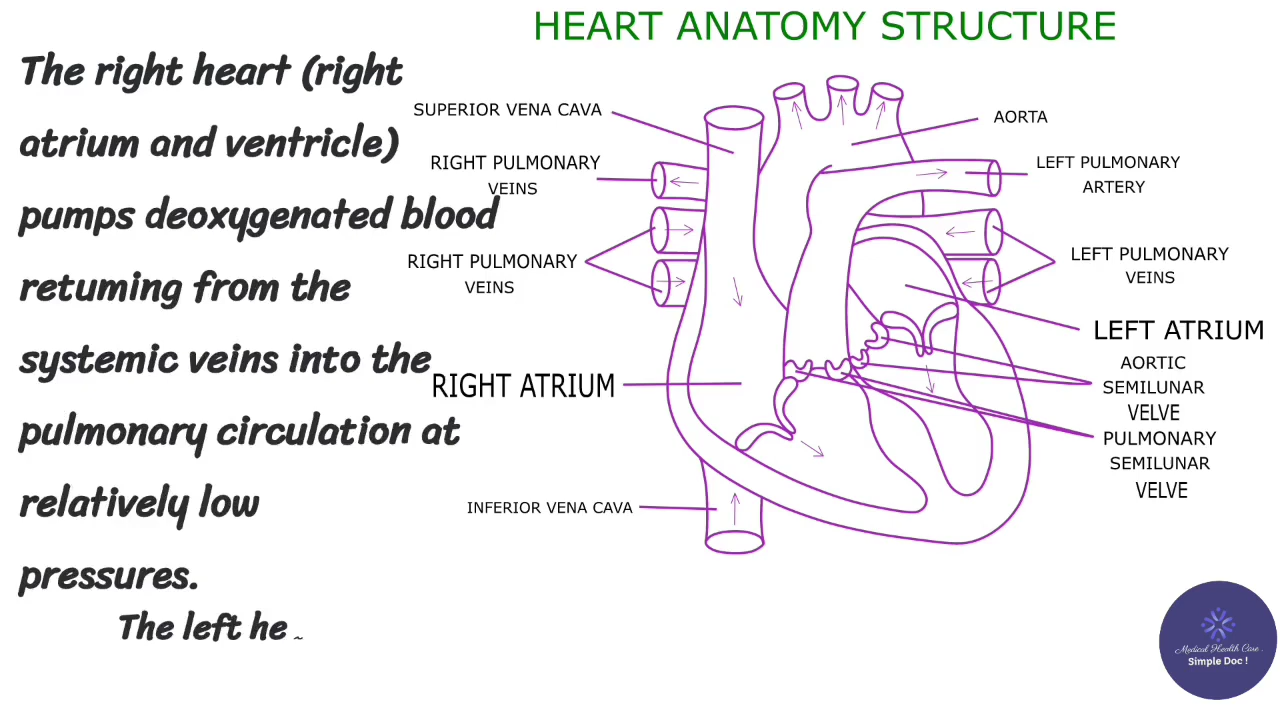 HEART ANATOMY STRUCTURE
The right heart (right
atrium and ventricle)
pumps deoxygenated blood
retuming from the
systemic veins into the
pulmonary circulation at
relatively low
pressures.
The left he
SUPERIOR VENA CAVA
RIGHT PULMONARY
VEINS
RIGHT PULMONARY
VEINS
RIGHT ATRIUM
INFERIOR VENA CAVA
AORTA
LEFT PULMONARY
ARTERY
LEFT PULMONARY
VEINS
LEFT ATRIUM
AORTIC
SEMILUNAR
VELVE
PULMONARY
SEMILUNAR
VELVE
Medical Health Care .
Simple Doc !